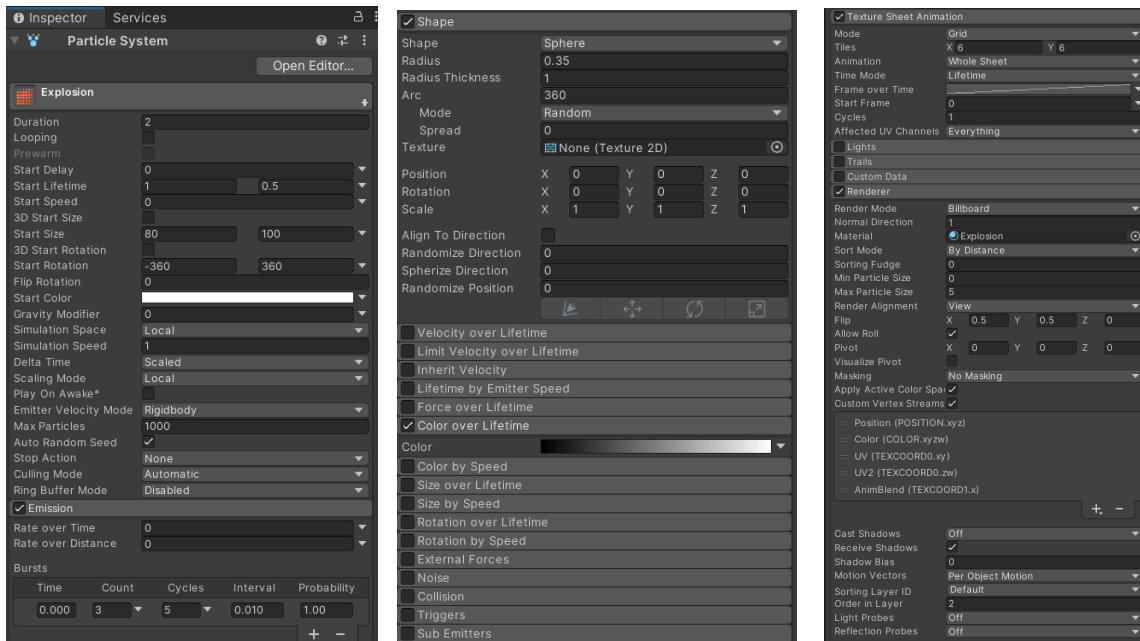 Inspector Services
Particle System
Open Editor...
Explosion
Duration 2
Looping
Prewarm
Start Delay 0
Start Lifetime 1 0.5
Start Speed 0
3D Start Size
Start Size 80 100
3D Start Rotation
Start Rotation -360 360
Flip Rotation 0
Start Color
Gravity Modifier 0
Simulation Space Local
Simulation Speed 1
Delta Time Scaled
Scaling Mode Local
Play On Awake*
Emitter Velocity Mode Rigidbody
Max Particles 1000
Auto Random Seed
Stop Action None
Culling Mode Automatic
Ring Buffer Mode Disabled
Emission
Rate over Time 0
Rate over Distance 0
Bursts
Time Count Cycles Interval Probability
0.000 3 5 0.010 1.00
Shape
Shape Sphere
Radius 0.35
Radius Thickness 1
Arc 360
Mode Random
Spread 0
Texture None (Texture 2D)
Position X 0 Y 0 Z 0
Rotation X 0 Y 0 Z 0
Scale X 1 Y 1 Z 1
Align To Direction
Randomize Direction 0
Spherize Direction 0
Randomize Position 0
Velocity over Lifetime
Limit Velocity over Lifetime
Inherit Velocity
Lifetime by Emitter Speed
Force over Lifetime
Color over Lifetime
Color
Color by Speed
Size over Lifetime
Size by Speed
Rotation over Lifetime
Rotation by Speed
External Forces
Noise
Collision
Triggers
Sub Emitters
Texture Sheet Animation
Mode Grid
Tiles X 6 Y 6
Animation Whole Sheet
Time Mode Lifetime
Frame over Time
Start Frame 0
Cycles 1
Affected UV Channels Everything
Lights
Trails
Custom Data
Renderer
Render Mode Billboard
Normal Direction 1
Material Explosion
Sort Mode By Distance
Sorting Fudge 0
Min Particle Size 0
Max Particle Size 5
Render Alignment View
Flip X 0.5 Y 0.5 Z 0
Allow Roll
Pivot X 0 Y 0 Z 0
Visualize Pivot
Masking No Masking
Apply Active Color Spac
Custom Vertex Streams
Position (POSITION.xyz)
Color (COLOR.xyzw)
UV (TEXCOORD0.xy)
UV2 (TEXCOORD0.zw)
AnimBlend (TEXCOORD1.x)
Cast Shadows Off
Receive Shadows
Shadow Bias 0
Motion Vectors Per Object Motion
Sorting Layer ID Default
Order in Layer 2
Light Probes Off
Reflection Probes Off